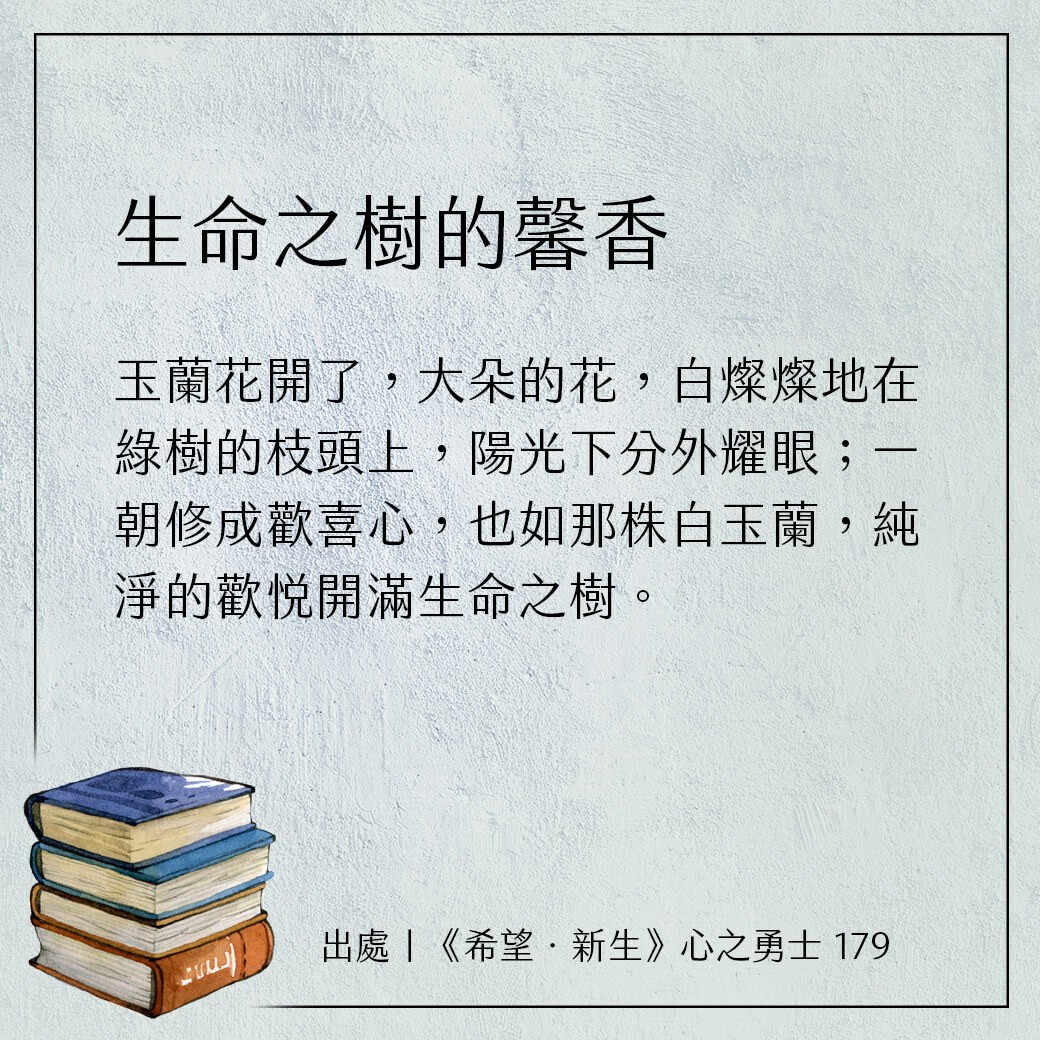 生命之樹的馨香
玉蘭花開了，大朵的花，白燦燦地在
綠樹的枝頭上，陽光下分外耀眼；一
朝修成歡喜心，也如那株白玉蘭，純
淨的歡悅開滿生命之樹。
出處｜《希望．新生》心之勇士 179